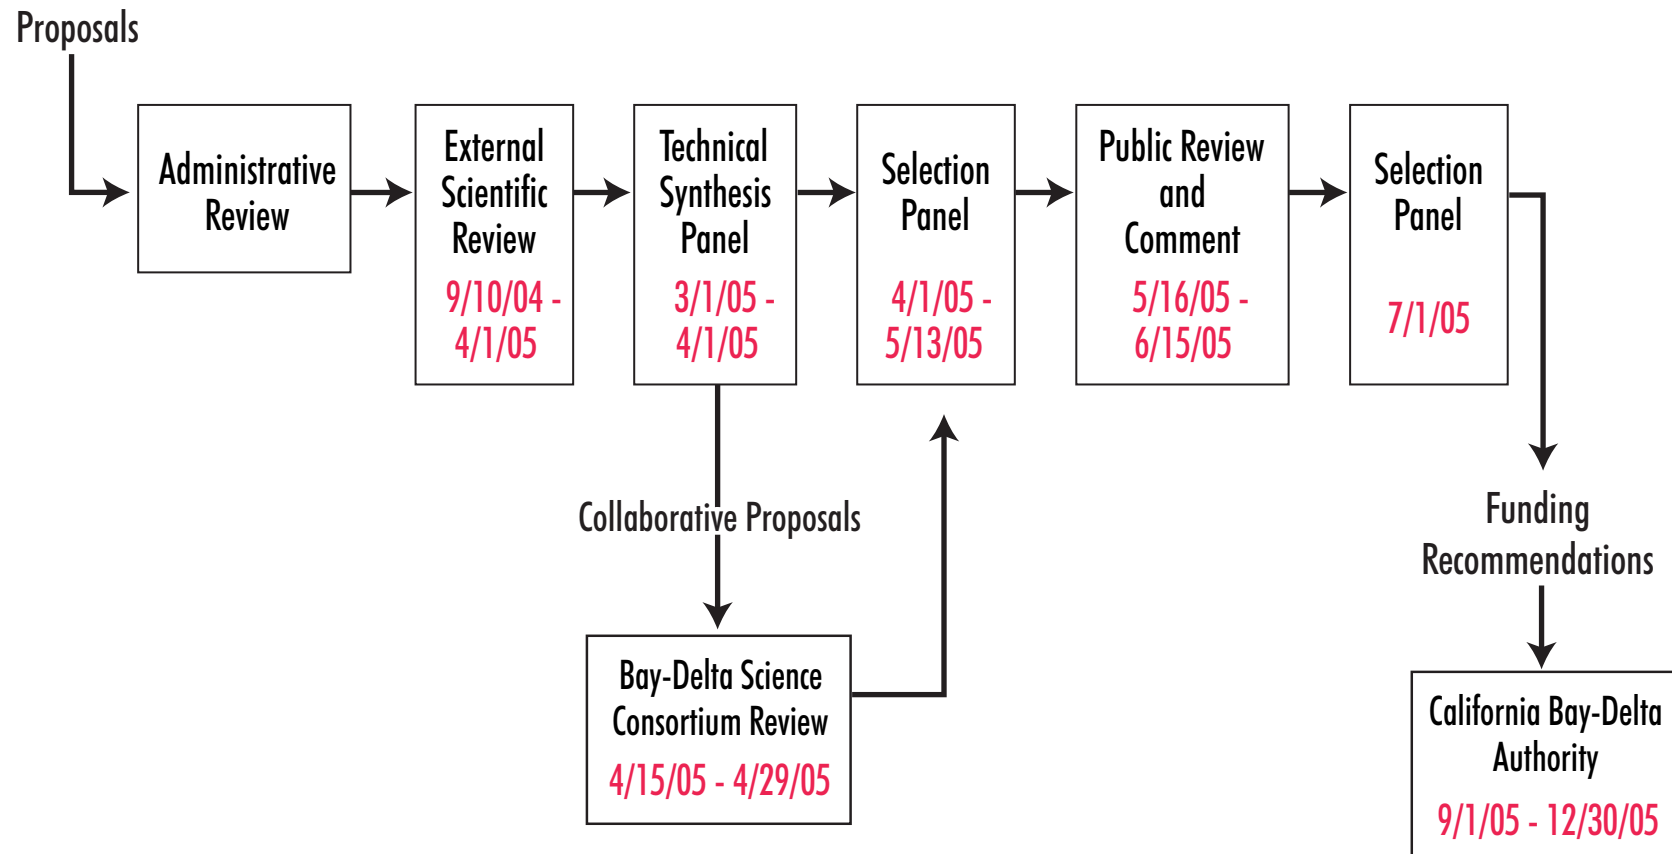 Proposals
Administrative
Review
External
Scientific
Review
9/10/04 -
4/1/05
Technical
Synthesis
Panel
3/1/05 -
4/1/05
Selection
Panel
4/1/05 -
5/13/05
Public Review
and
Comment
5/16/05 -
6/15/05
Selection
Panel
7/1/05
Collaborative Proposals
Funding
Recommendations
Bay-Delta Science
Consortium Review
4/15/05 - 4/29/05
California Bay-Delta
Authority
9/1/05 - 12/30/05